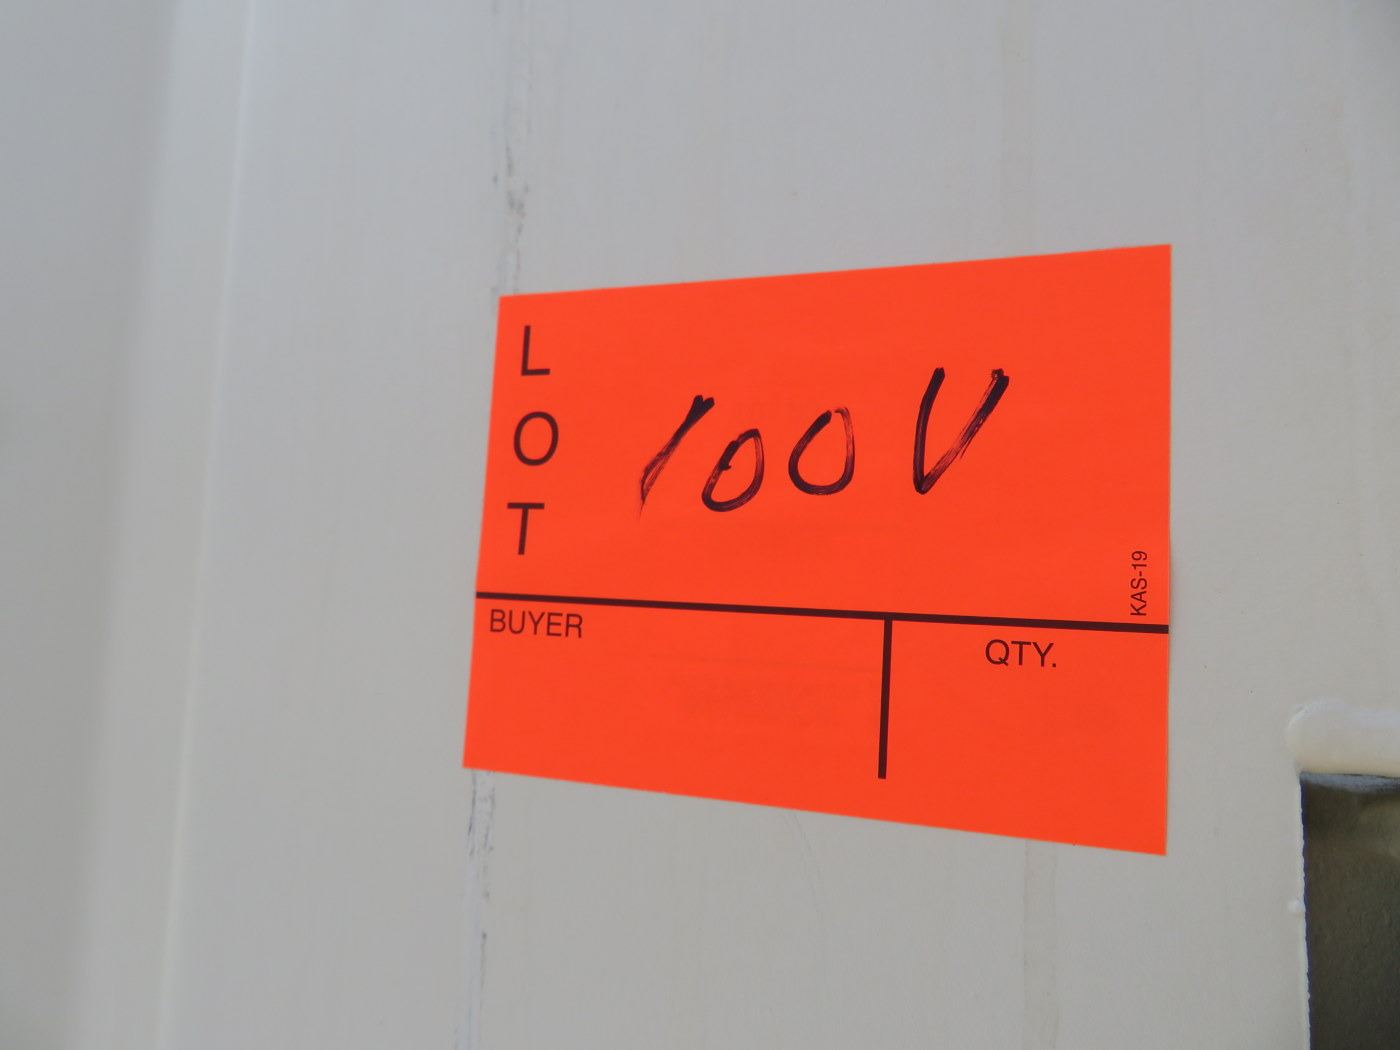 LOT
100V
KAS-19
BUYER
QTY.